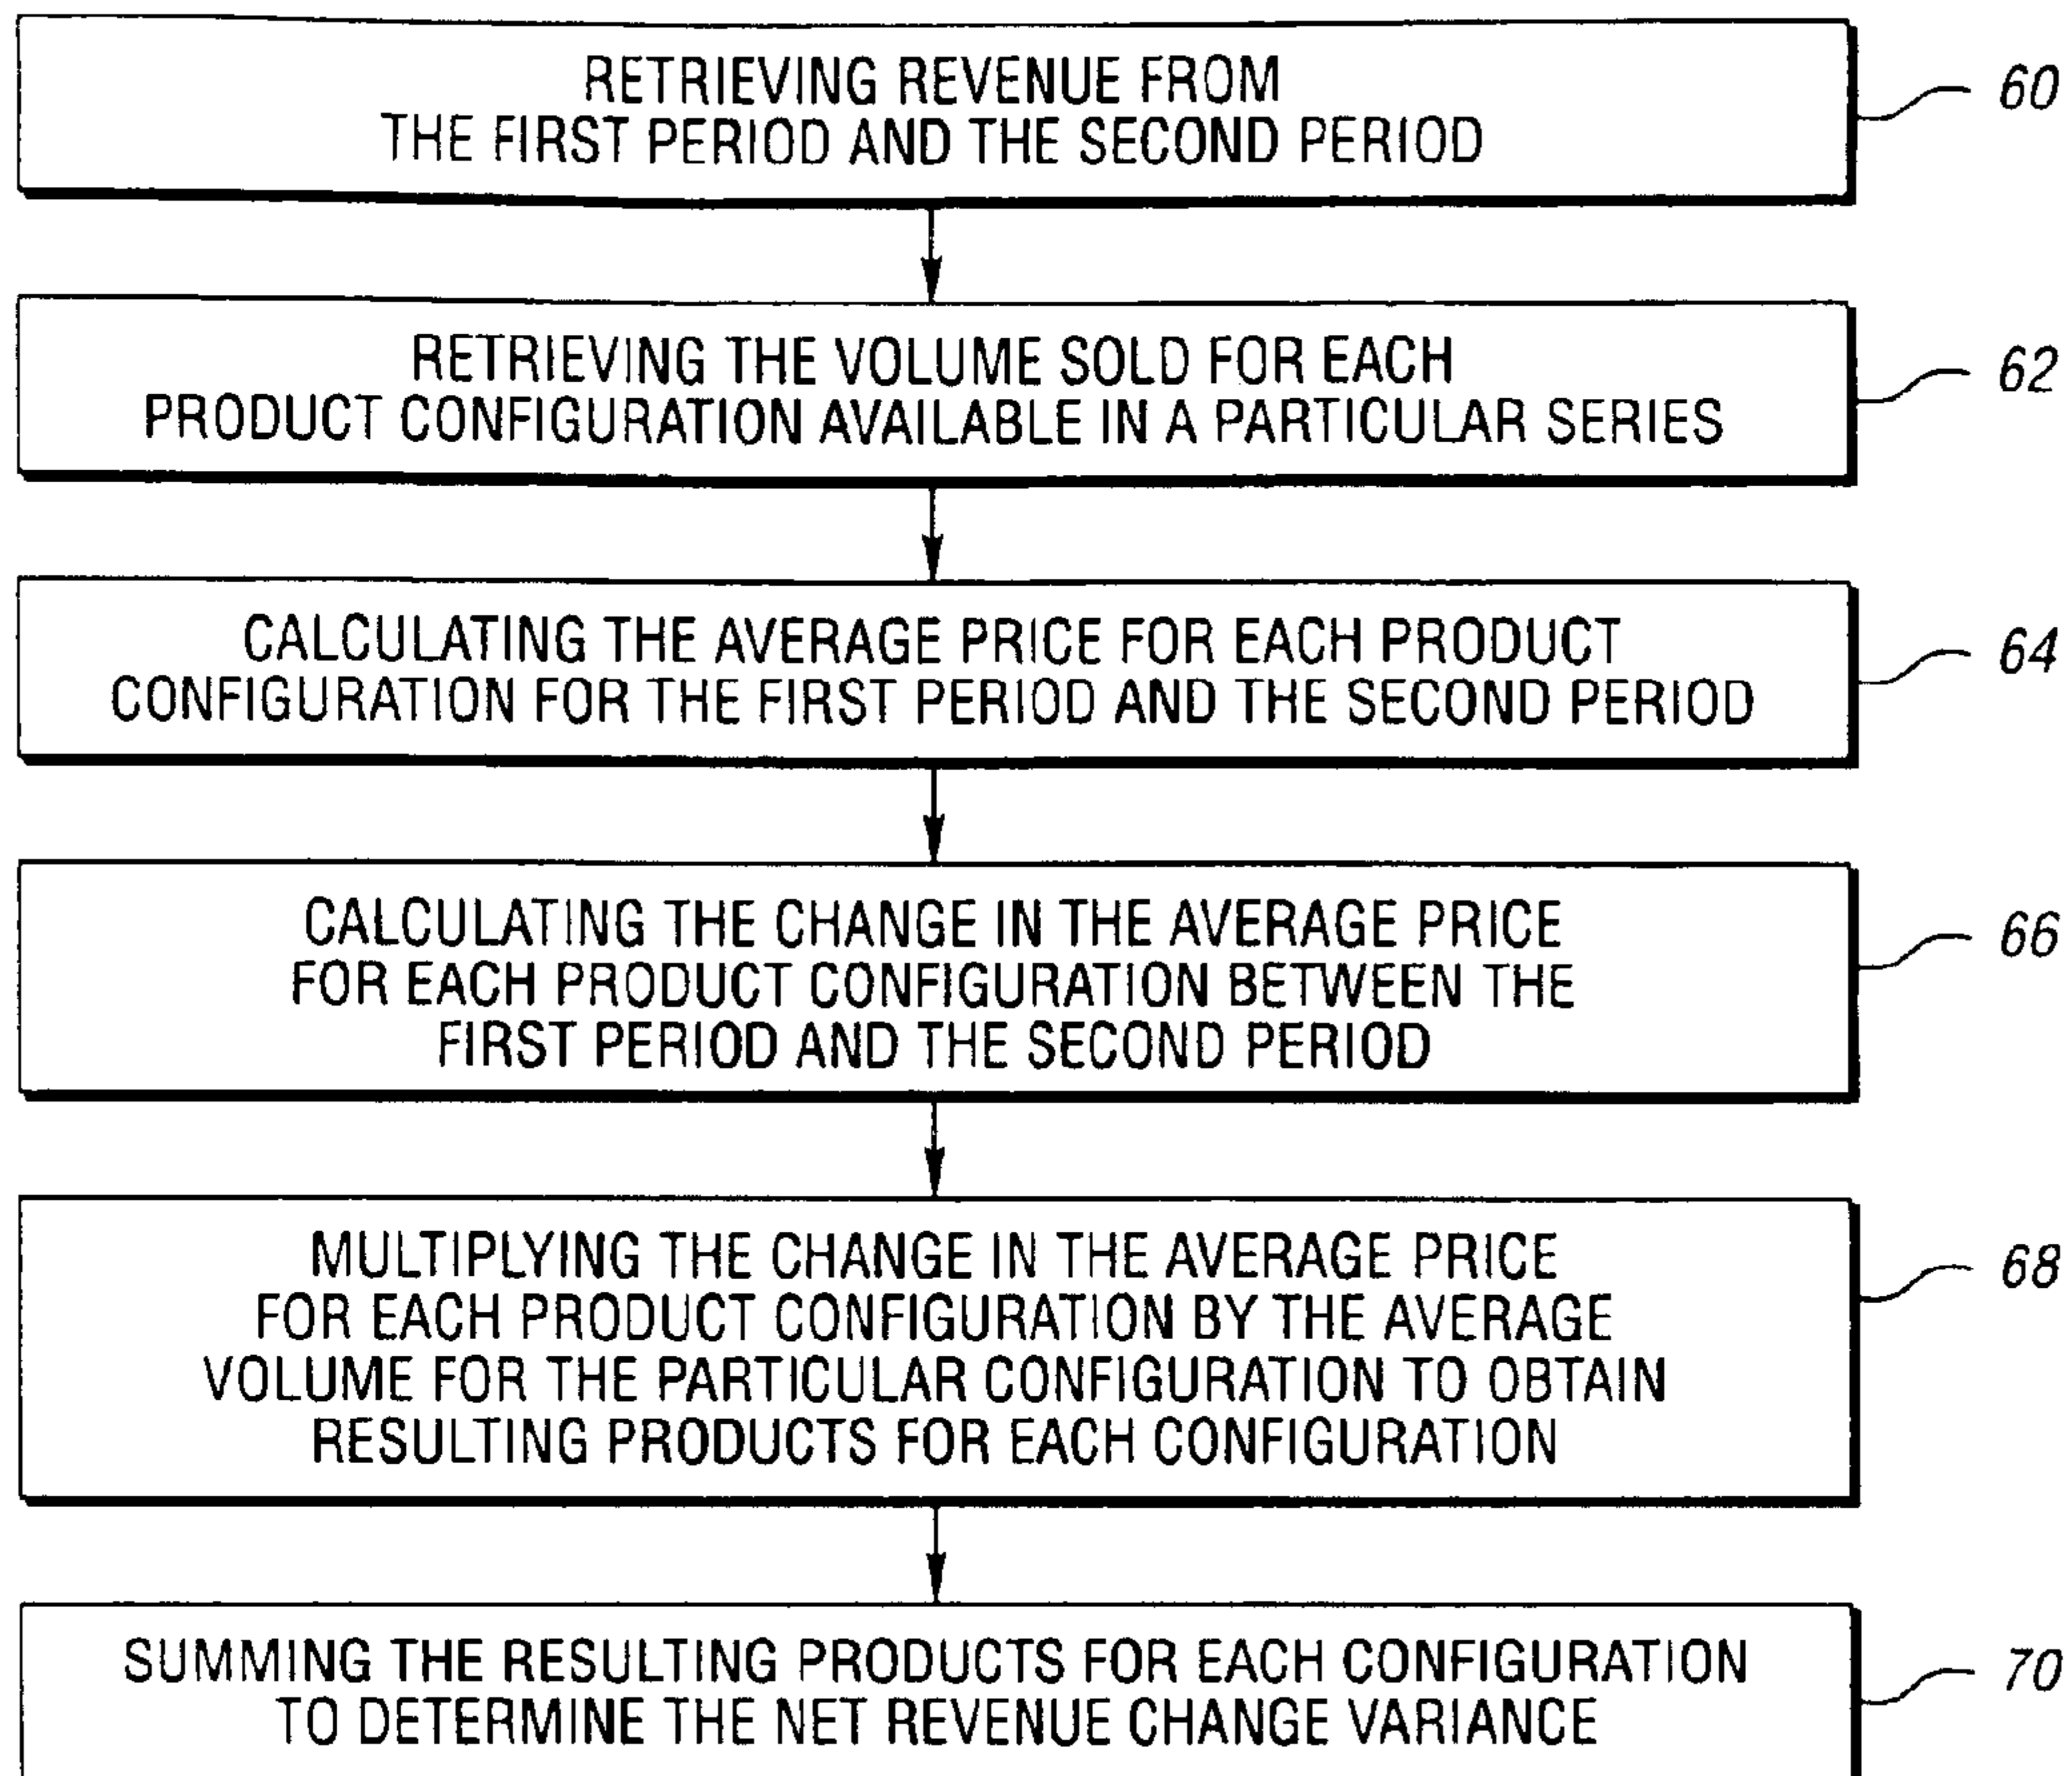 RETRIEVING REVENUE FROM
THE FIRST PERIOD AND THE SECOND PERIOD
60
RETRIEVING THE VOLUME SOLD FOR EACH
PRODUCT CONFIGURATION AVAILABLE IN A PARTICULAR SERIES
62
CALCULATING THE AVERAGE PRICE FOR EACH PRODUCT
CONFIGURATION FOR THE FIRST PERIOD AND THE SECOND PERIOD
64
CALCULATING THE CHANGE IN THE AVERAGE PRICE
FOR EACH PRODUCT CONFIGURATION BETWEEN THE
FIRST PERIOD AND THE SECOND PERIOD
66
MULTIPLYING THE CHANGE IN THE AVERAGE PRICE
FOR EACH PRODUCT CONFIGURATION BY THE AVERAGE
VOLUME FOR THE PARTICULAR CONFIGURATION TO OBTAIN
RESULTING PRODUCTS FOR EACH CONFIGURATION
68
SUMMING THE RESULTING PRODUCTS FOR EACH CONFIGURATION
TO DETERMINE THE NET REVENUE CHANGE VARIANCE
70